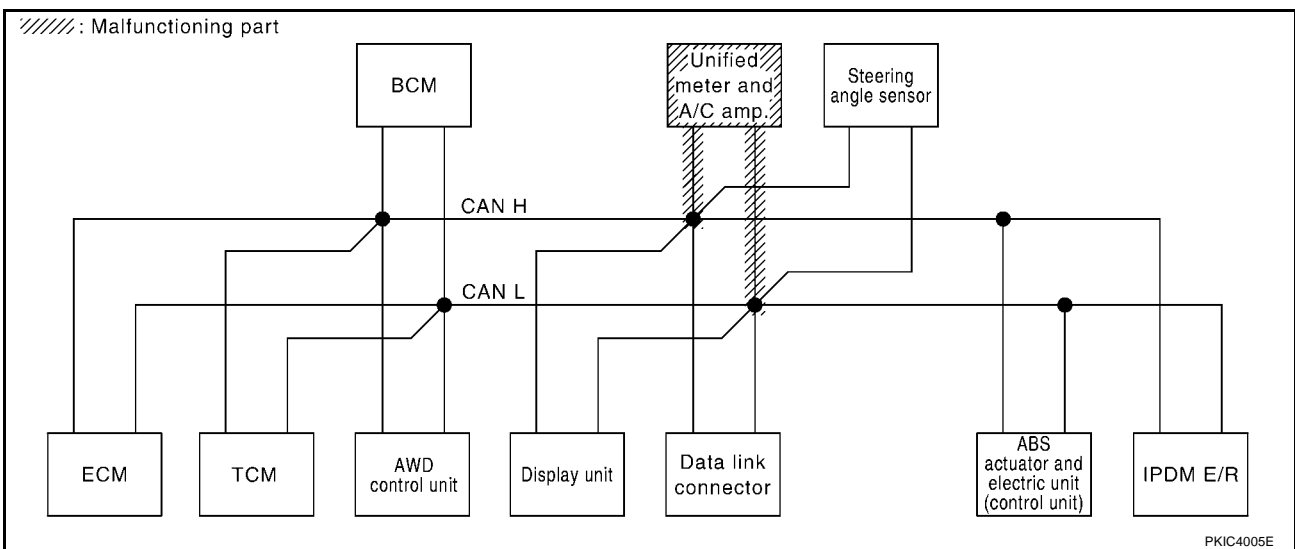 : Malfunctioning part
BCM
Unified
meter and
A/C amp.
Steering
angle sensor
CAN H
CAN L
ECM
TCM
AWD
control unit
Display unit
Data link
connector
ABS
actuator and
electric unit
(control unit)
IPDM E/R
PKIC4005E